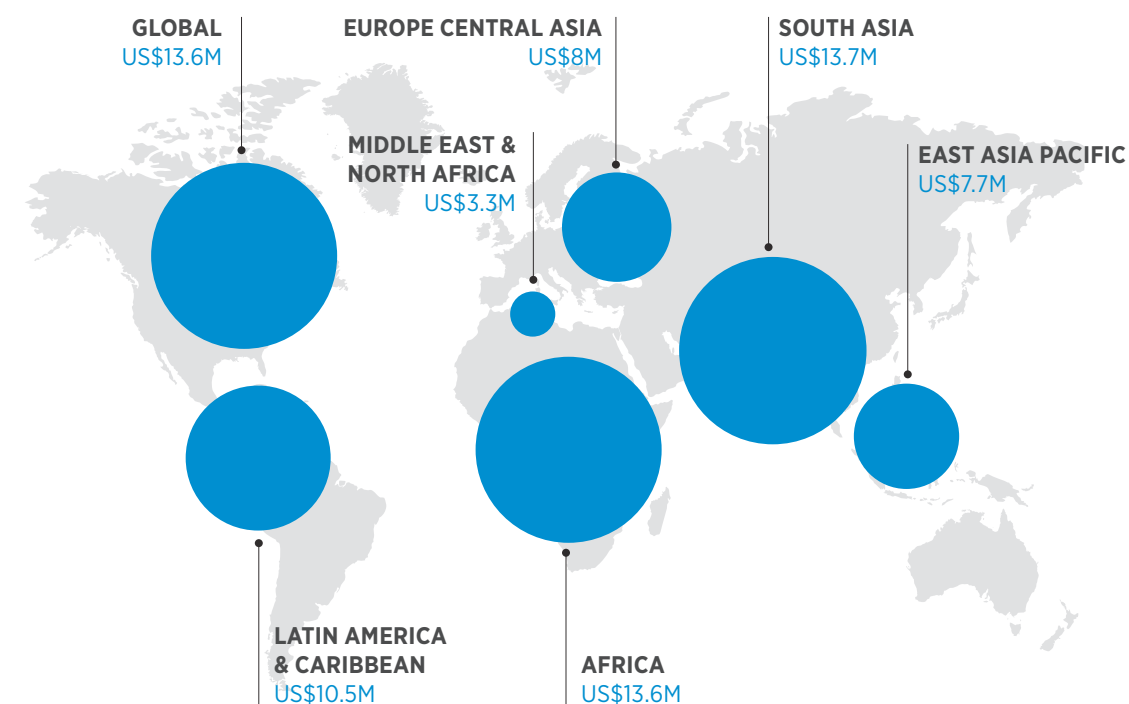 GLOBAL
US$13.6M
EUROPE CENTRAL ASIA
US$8M
SOUTH ASIA
US$13.7M
MIDDLE EAST &
NORTH AFRICA
US$3.3M
EAST ASIA PACIFIC
US$7.7M
LATIN AMERICA
& CARIBBEAN
US$10.5M
AFRICA
US$13.6M